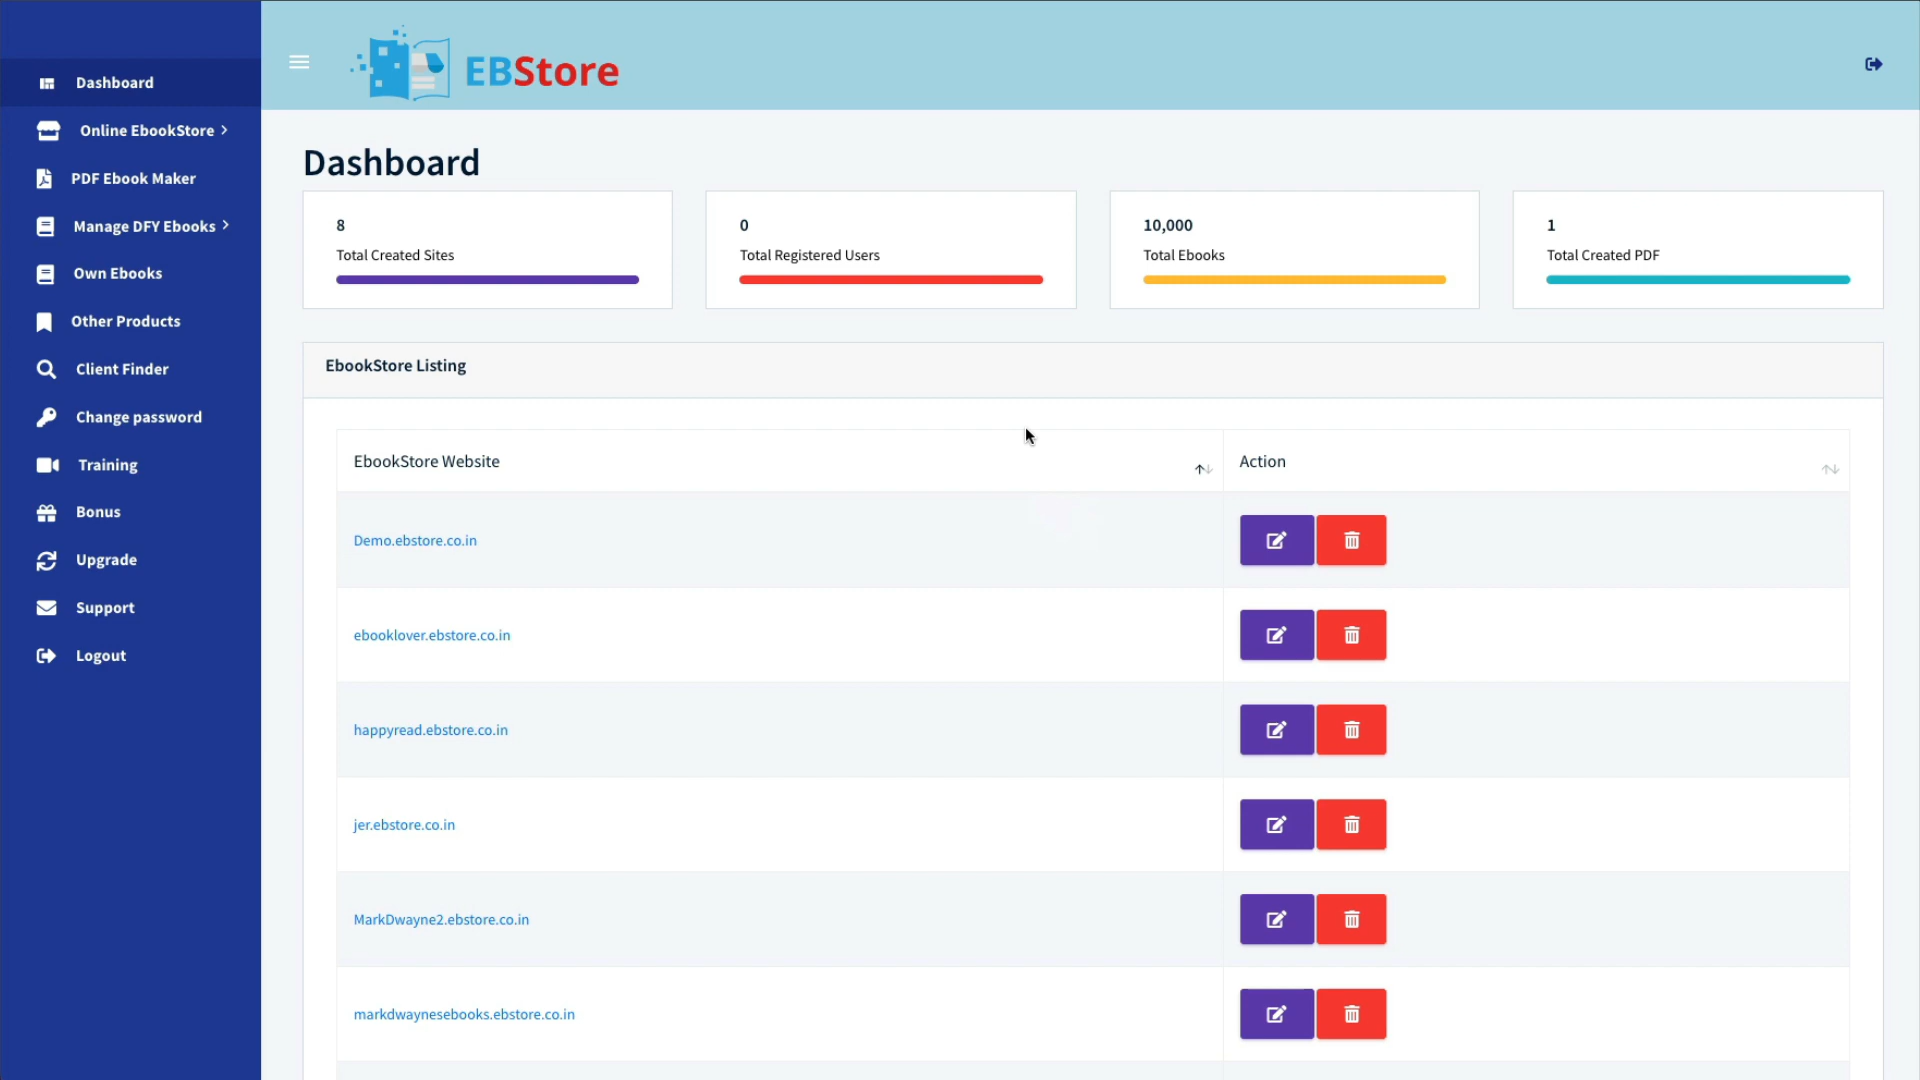 EBStore
Dashboard
Online EbookStore
PDF Ebook Maker
Manage DFY Ebooks
Own Ebooks
Other Products
Client Finder
Change password
Training
Bonus
Upgrade
Support
Logout
Dashboard
8
Total Created Sites
0
Total Registered Users
10,000
Total Ebooks
1
Total Created PDF
EbookStore Listing
EbookStore Website
Action
Demo.ebstore.co.in
ebooklover.ebstore.co.in
happyread.ebstore.co.in
jer.ebstore.co.in
MarkDwayne2.ebstore.co.in
markdwaynesebooks.ebstore.co.in